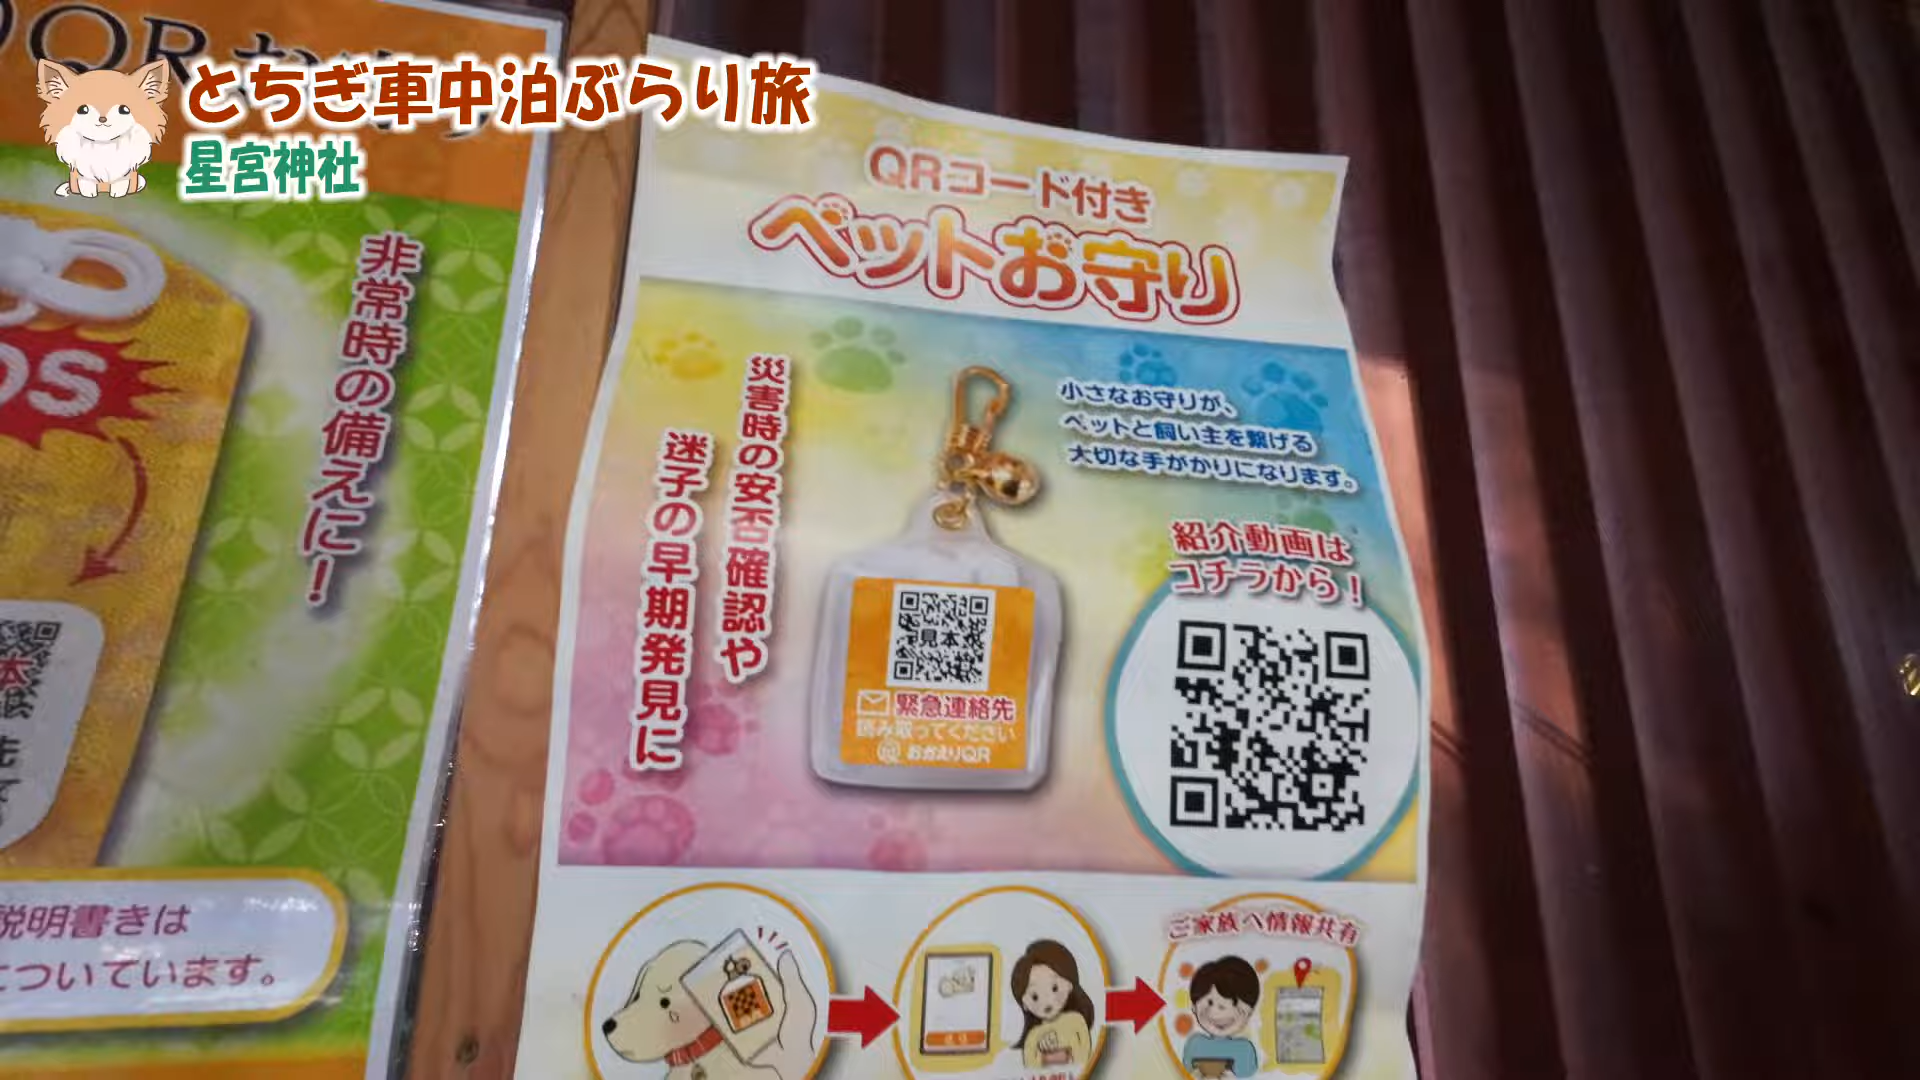 とちぎ車中泊ぶらり旅
星宮神社
非常時の備えに！
説明書きは
についています。
QRコード付き
ペットお守り
災害時の安否確認や
迷子の早期発見に
小さなお守りが、
ペットと飼い主を繋げる
大切な手がかりになります。
紹介動画は
コチラから！
見本
緊急連絡先
読み取ってください
おかえりQR
ご家族へ情報共有